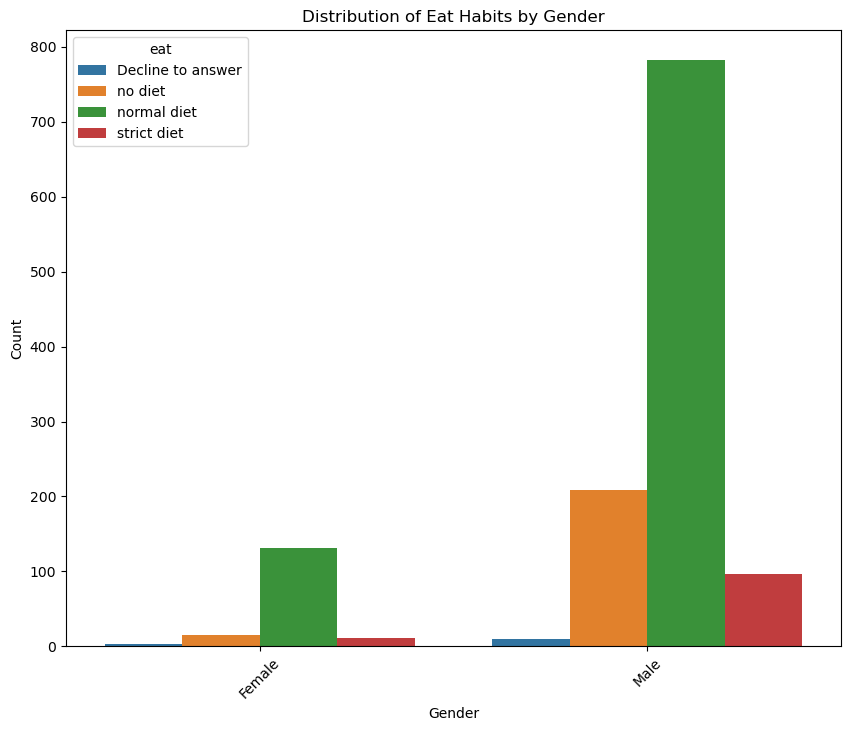 Distribution of Eat Habits by Gender
eat
Decline to answer
no diet
normal diet
strict diet
800
700
600
500
400
300
200
100
0
Count
Female
Male
Gender